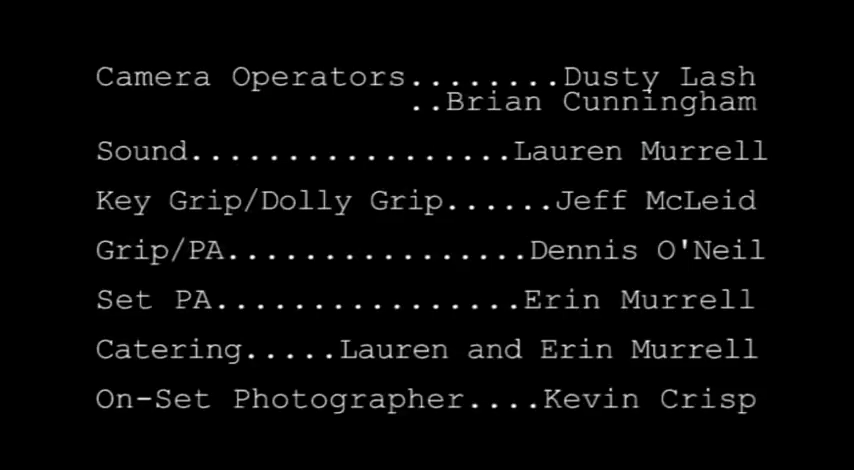 Camera Operators........Dusty Lash
..Brian Cunningham
Sound.................Lauren Murrell
Key Grip/Dolly Grip......Jeff McLeid
Grip/PA................Dennis O'Neil
Set PA................Erin Murrell
Catering.....Lauren and Erin Murrell
On-Set Photographer....Kevin Crisp